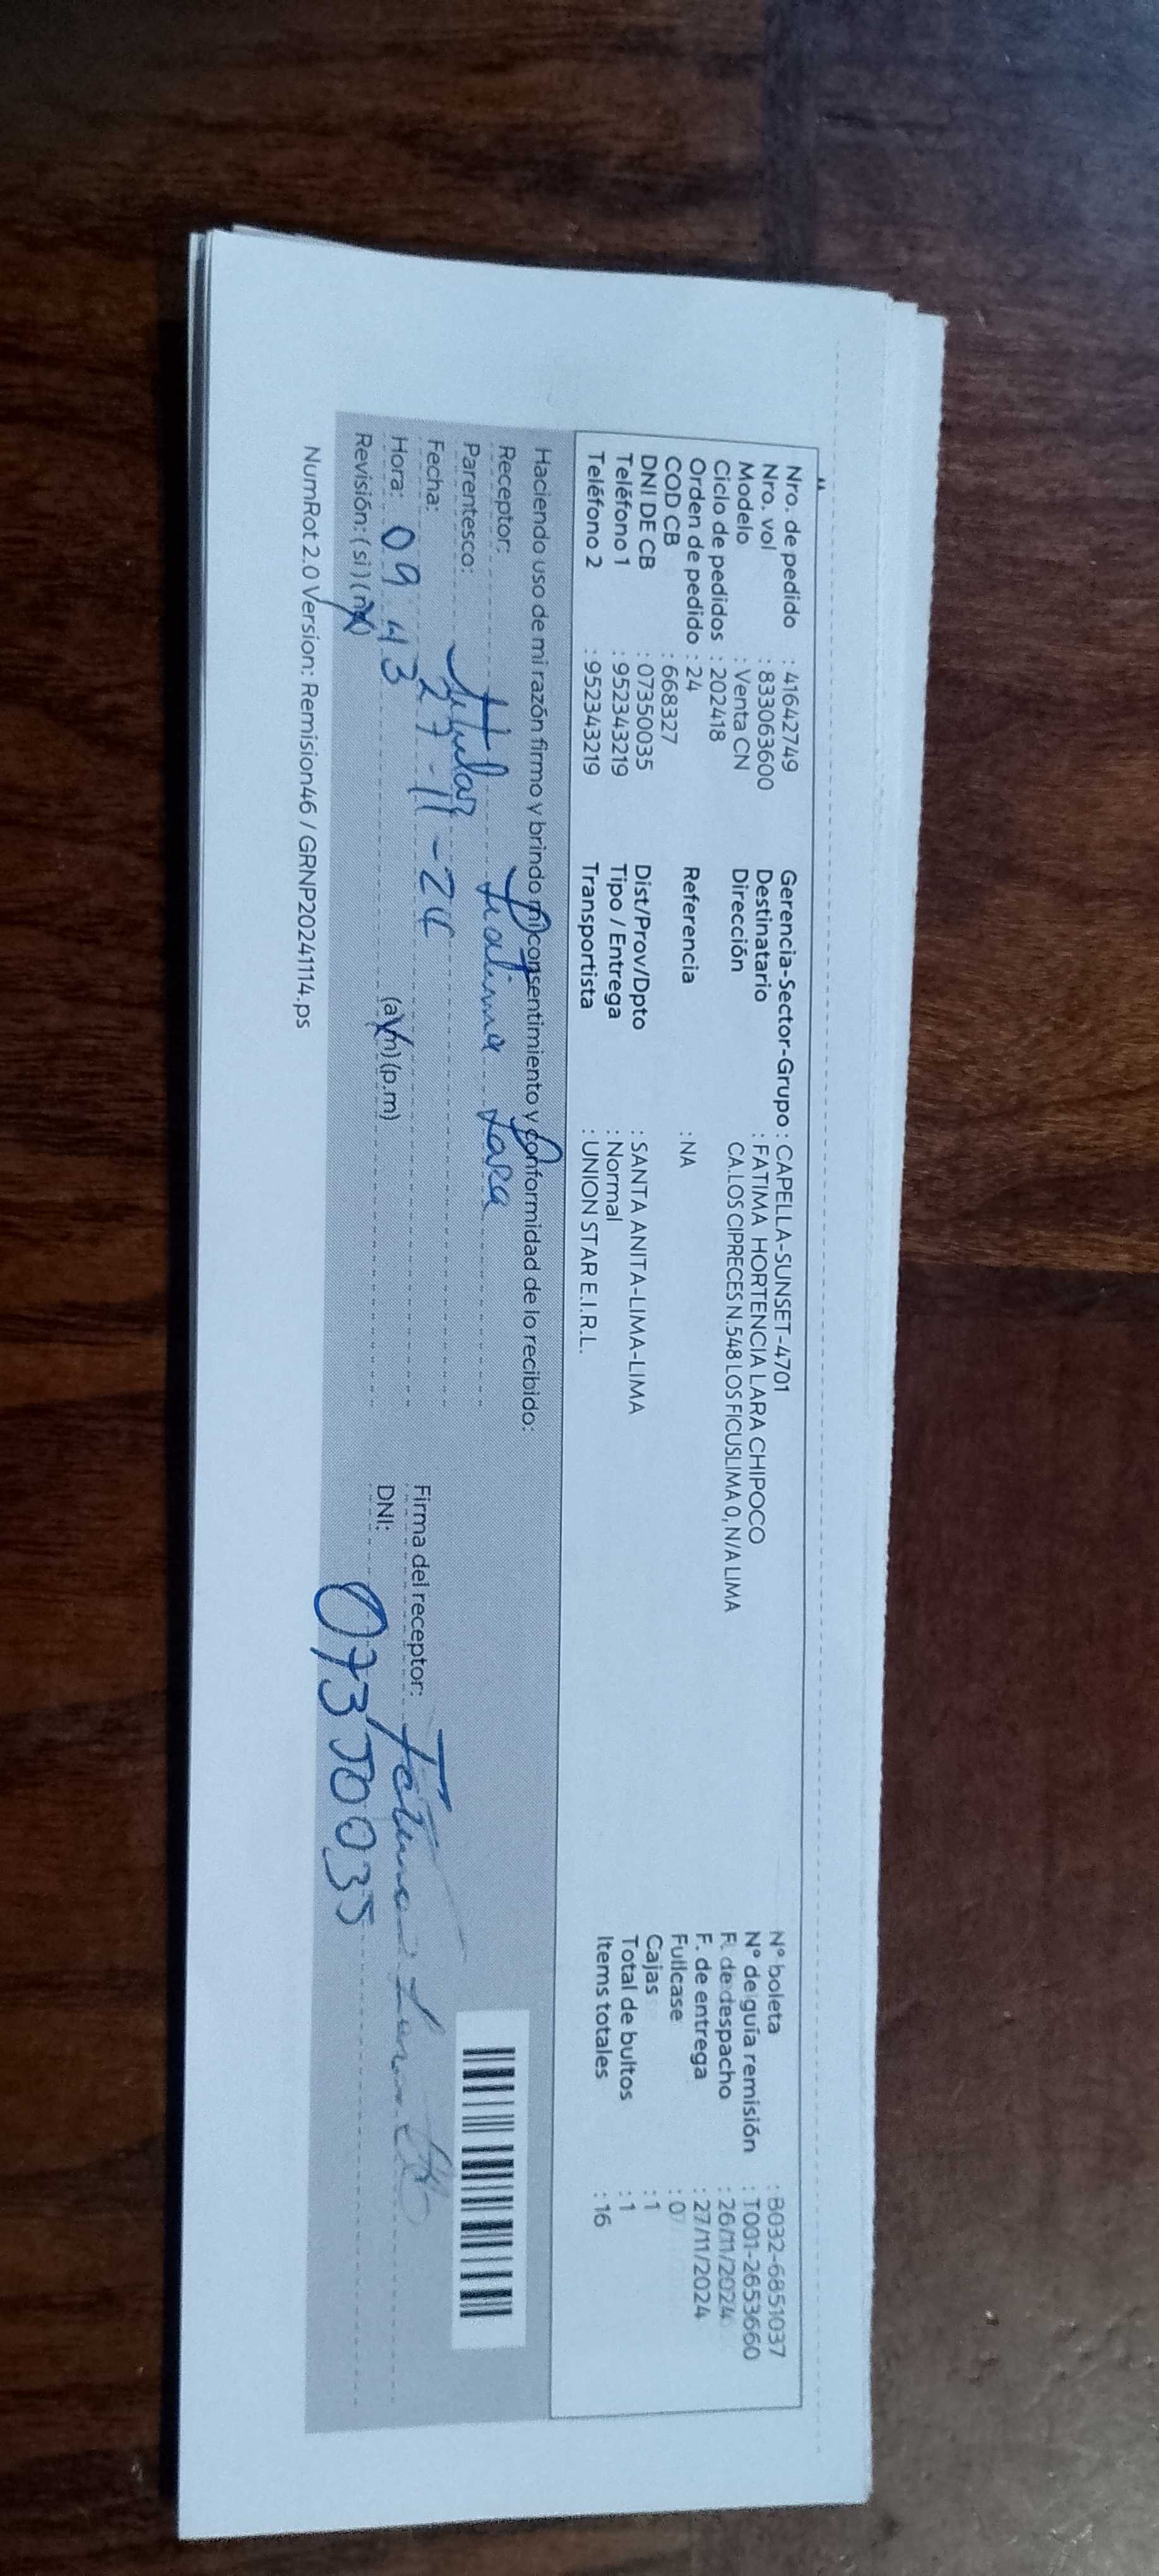 Nro. de pedido : 41642749
Nro. vol : 833063600
Modelo : Venta CN
Ciclo de pedidos : 202418
Orden de pedido : 24
COD CB : 668327
DNI DE CB : 07350035
Teléfono 1 : 952343219
Teléfono 2 : 952343219
Gerencia-Sector-Grupo : CAPELLA-SUNSET-4701
Destinatario : FATIMA HORTENCIA LARA CHIPOCO
Dirección CA.LOS CIPRECES N.548 LOS FICUSLIMA 0, N/A LIMA
Referencia : NA
Dist/Prov/Dpto : SANTA ANITA-LIMA-LIMA
Tipo / Entrega : Normal
Transportista : UNION STAR E.I.R.L.
N° boleta : B032-6851037
N° de guía remisión : T001-2653660
F. de despacho : 26/11/2024
F. de entrega : 27/11/2024
Fullcase : 0
Cajas : 1
Total de bultos : 1
Items totales : 16
Haciendo uso de mi razón firmo y brindo mi consentimiento y conformidad de lo recibido:
Receptor: Fatima Lara
Parentesco: titular
Fecha: 27-11-24
Hora: 09 43 (a.m) (p.m)
Revisión: (si) (no)
Firma del receptor: Fatima Lara
DNI: 07350035
NumRot 2.0 Version: Remision46 / GRNP20241114.ps